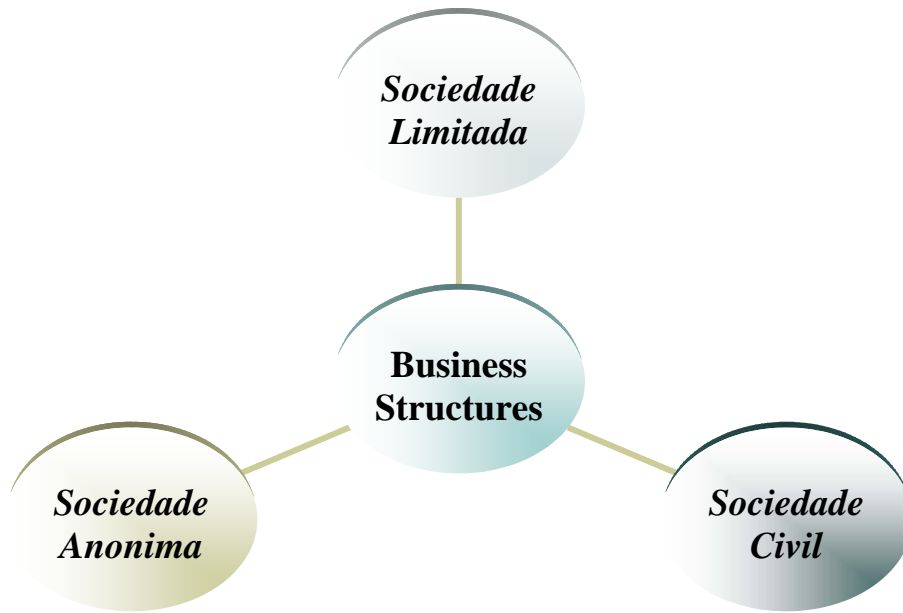 Sociedade
Limitada
Business
Structures
Sociedade
Anonima
Sociedade
Civil